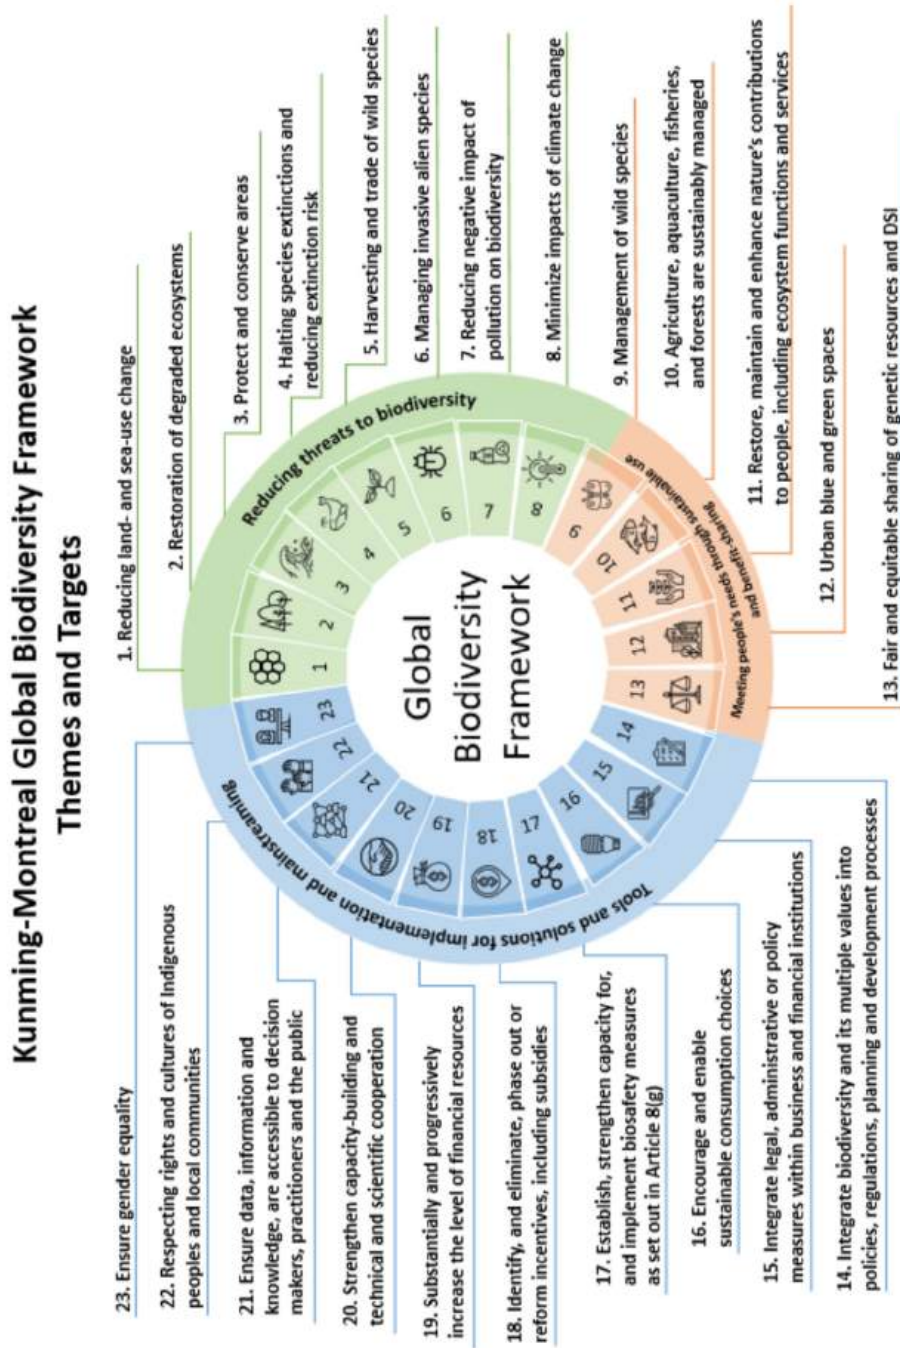 Kunming-Montreal Global Biodiversity Framework
Themes and Targets
1. Reducing land- and sea-use change
2. Restoration of degraded ecosystems
3. Protect and conserve areas
4. Halting species extinctions and
reducing extinction risk
5. Harvesting and trade of wild species
6. Managing invasive alien species
7. Reducing negative impact of
pollution on biodiversity
8. Minimize impacts of climate change
9. Management of wild species
10. Agriculture, aquaculture, fisheries,
and forests are sustainably managed
11. Restore, maintain and enhance nature's contributions
to people, including ecosystem functions and services
12. Urban blue and green spaces
13. Fair and equitable sharing of genetic resources and DSI
14. Integrate biodiversity and its multiple values into
policies, regulations, planning and development processes
15. Integrate legal, administrative or policy
measures within business and financial institutions
16. Encourage and enable
sustainable consumption choices
17. Establish, strengthen capacity for,
and implement biosafety measures
as set out in Article 8(g)
18. Identify, and eliminate, phase out or
reform incentives, including subsidies
19. Substantially and progressively
increase the level of financial resources
20. Strengthen capacity-building and
technical and scientific cooperation
21. Ensure data, information and
knowledge, are accessible to decision
makers, practitioners and the public
22. Respecting rights and cultures of Indigenous
peoples and local communities
23. Ensure gender equality
Reducing threats to biodiversity
Meeting people's needs through sustainable use
and benefit-sharing
Tools and solutions for implementation and mainstreaming
1
2
3
4
5
6
7
8
9
10
11
12
13
14
15
16
17
18
19
20
21
22
23
Global
Biodiversity
Framework